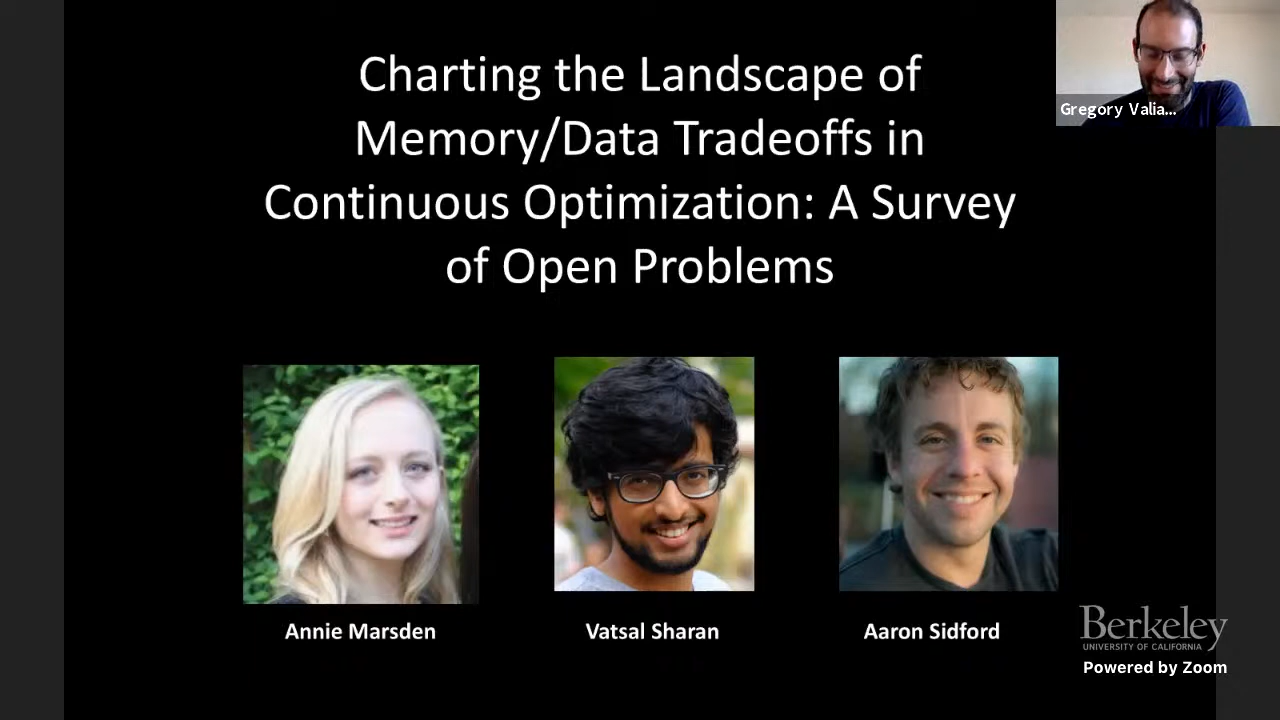 Charting the Landscape of
Memory/Data Tradeoffs in
Continuous Optimization: A Survey
of Open Problems
Gregory Valia...
Annie Marsden
Vatsal Sharan
Aaron Sidford
Berkeley
UNIVERSITY OF CALIFORNIA
Powered by Zoom